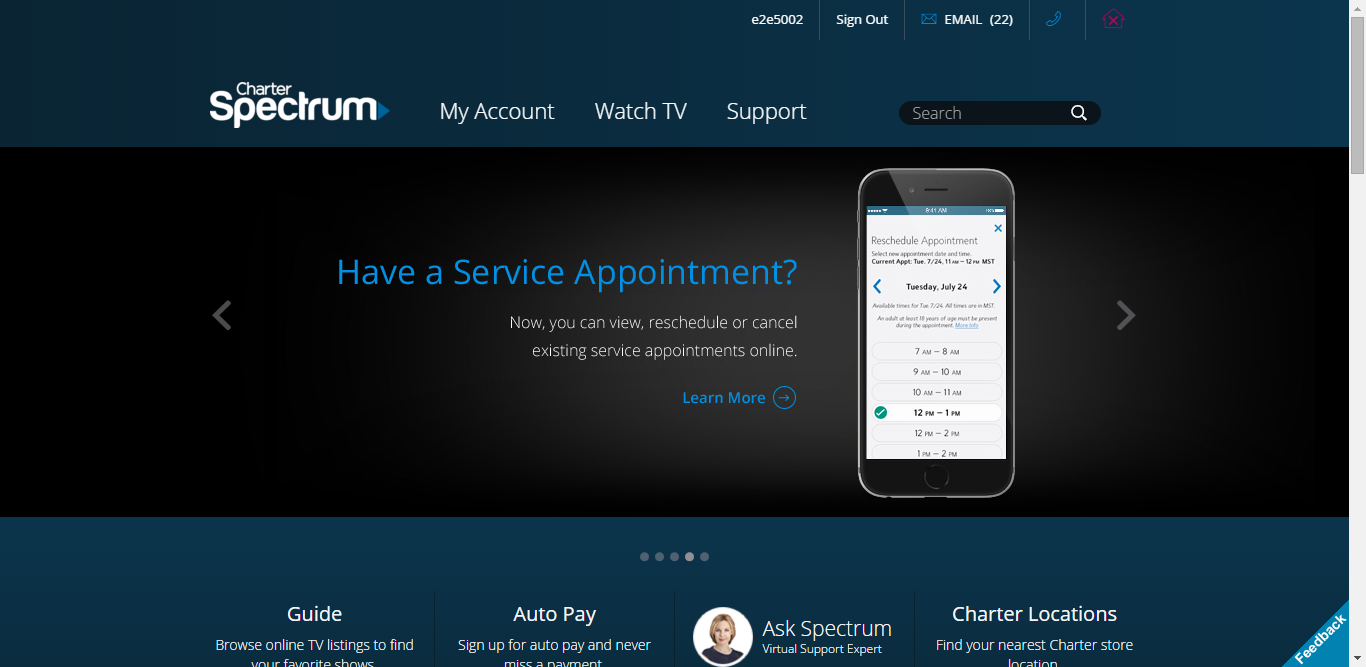 e2e5002
Sign Out
EMAIL (22)
Charter
Spectrum
My Account
Watch TV
Support
Search
Have a Service Appointment?
Now, you can view, reschedule or cancel
existing service appointments online.
Learn More
9:41 AM
Reschedule Appointment
Select new appointment date and time.
Current Appt: Tue. 7/24, 11 AM – 12 PM MST
Tuesday, July 24
Available times for Tue. 7/24. All times are in MST.
An adult at least 18 years of age must be present
during the appointment. More Info
7 AM – 8 AM
9 AM – 10 AM
10 AM – 11 AM
12 PM – 1 PM
12 PM – 2 PM
1 PM – 2 PM
Guide
Browse online TV listings to find
your favorite shows.
Auto Pay
Sign up for auto pay and never
miss a payment.
Ask Spectrum
Virtual Support Expert
Charter Locations
Find your nearest Charter store
location.
Feedback